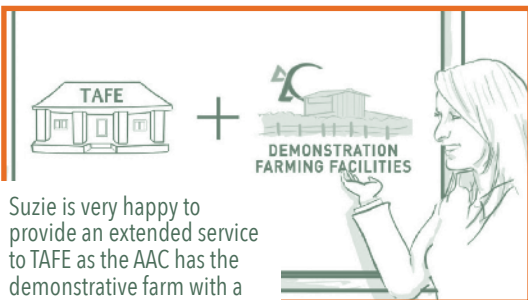 TAFE
DEMONSTRATION
FARMING FACILITIES
Suzie is very happy to
provide an extended service
to TAFE as the AAC has the
demonstrative farm with a